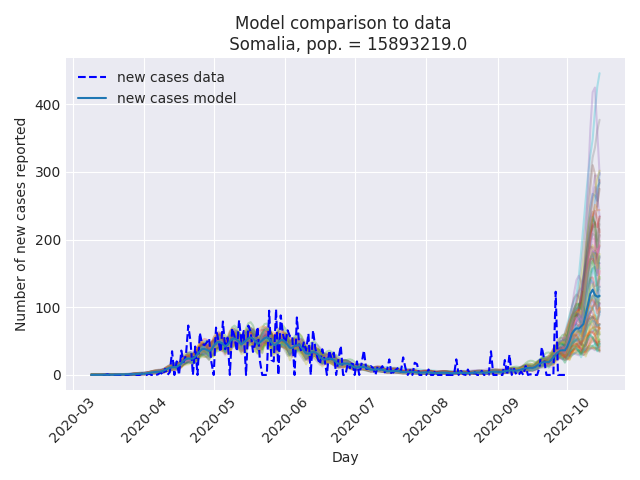 Model comparison to data
Somalia, pop. = 15893219.0
new cases data
new cases model
Number of new cases reported
400
300
200
100
0
2020-03
2020-04
2020-05
2020-06
2020-07
2020-08
2020-09
2020-10
Day